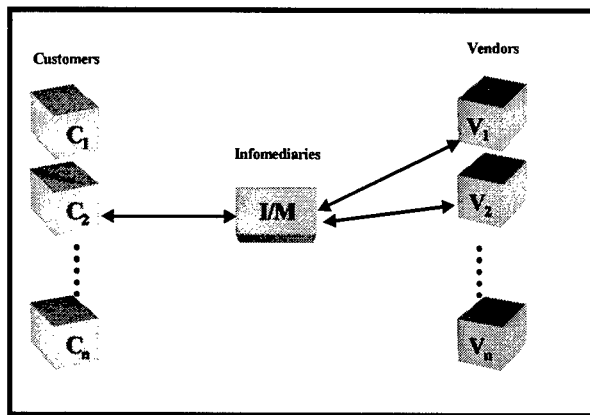 Customers
Vendors
C1
V1
Infomediaries
C2
I/M
V2
Cn
Vn